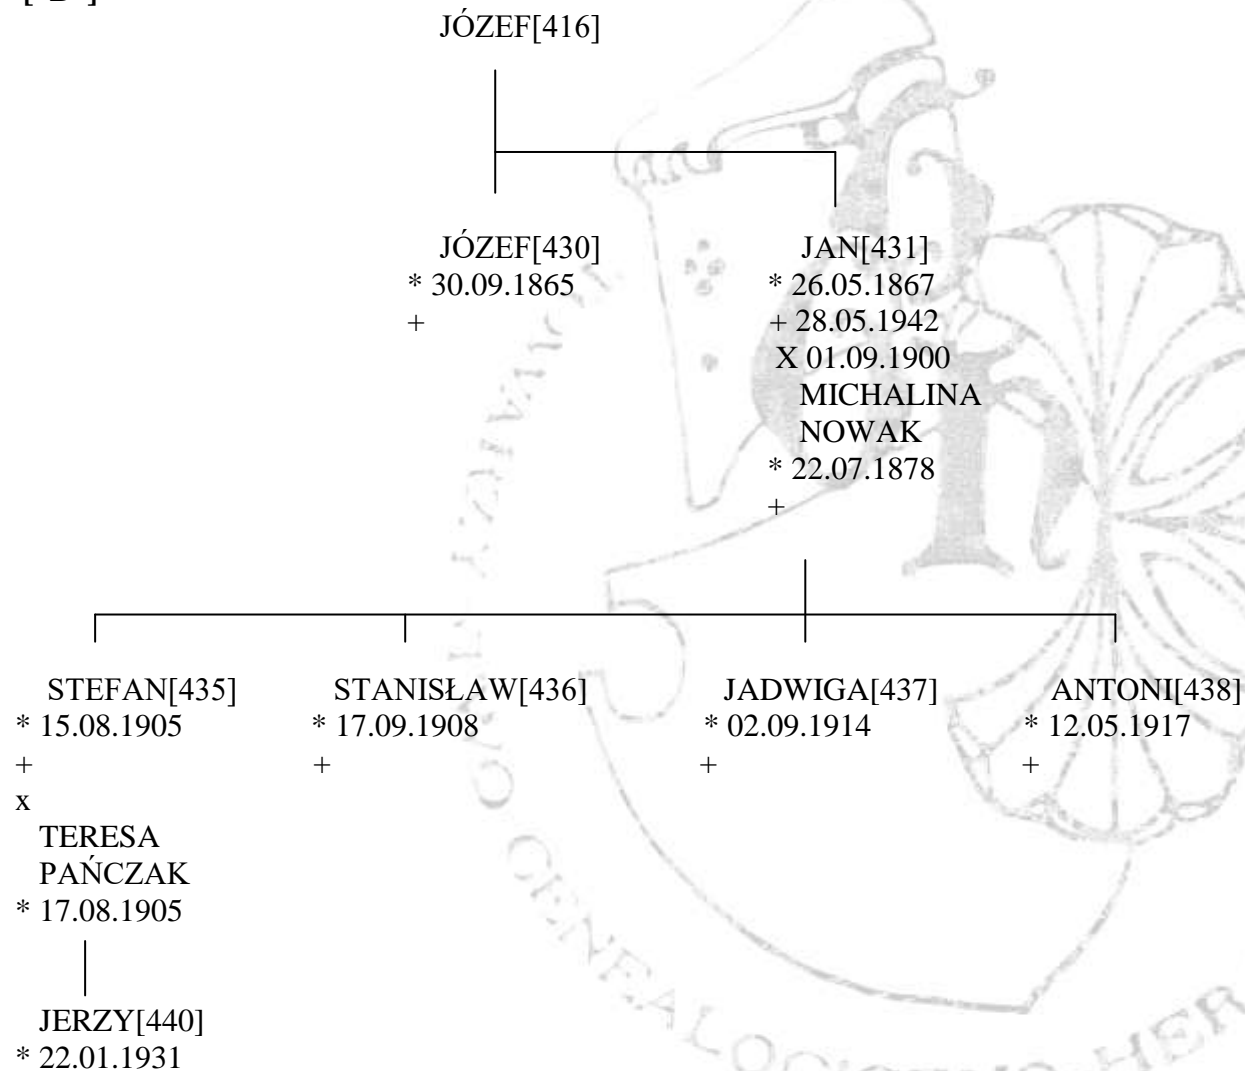 JÓZEF[416]
JÓZEF[430]
* 30.09.1865
+
JAN[431]
* 26.05.1867
+ 28.05.1942
X 01.09.1900
MICHALINA
NOWAK
* 22.07.1878
+
STEFAN[435]
* 15.08.1905
+
x
TERESA
PAŃCZAK
* 17.08.1905
STANISŁAW[436]
* 17.09.1908
+
JADWIGA[437]
* 02.09.1914
+
ANTONI[438]
* 12.05.1917
+
JERZY[440]
* 22.01.1931